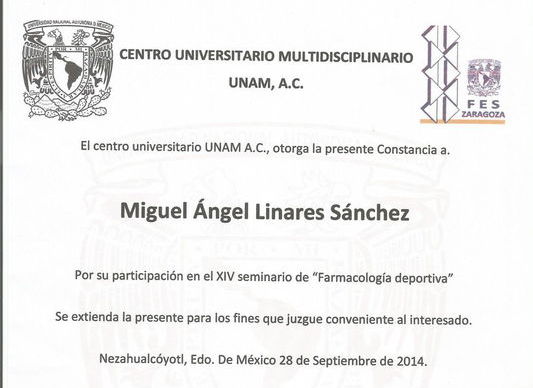 UNIVERSIDAD NACIONAL AUTONOMA DE MEXICO
CENTRO UNIVERSITARIO MULTIDISCIPLINARIO
UNAM, A.C.
FES
ZARAGOZA
El centro universitario UNAM A.C., otorga la presente Constancia a.
Miguel Ángel Linares Sánchez
Por su participación en el XIV seminario de “Farmacología deportiva”
Se extienda la presente para los fines que juzgue conveniente al interesado.
Nezahualcóyotl, Edo. De México 28 de Septiembre de 2014.